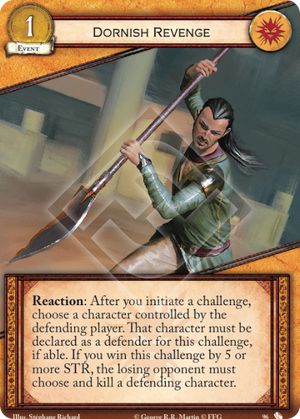 1
DORNISH REVENGE
EVENT
Reaction: After you initiate a challenge,
choose a character controlled by the
defending player. That character must be
declared as a defender for this challenge,
if able. If you win this challenge by 5 or
more STR, the losing opponent must
choose and kill a defending character.
Illus. Stéphane Richard
© George R.R. Martin © FFG
96